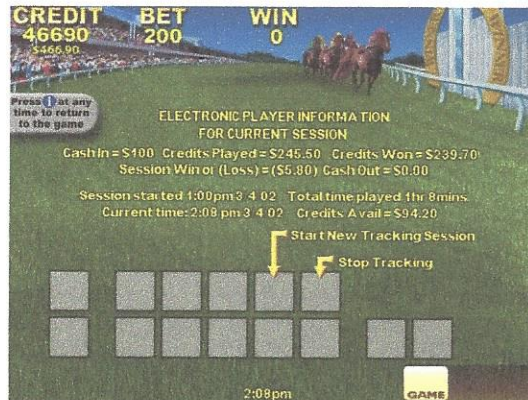 CREDIT BET WIN
46690 200 0
$466.90
Press i at any
time to return
to the game
ELECTRONIC PLAYER INFORMATION
FOR CURRENT SESSION
Cash In = $100 Credits Played = $245.50 Credits Won = $239.70
Session Win or (Loss) = ($5.80) Cash Out = $0.00
Session started 1:00pm 3 4 02 Total time played 1hr 8mins
Current time: 2:08 pm 3 4 02 Credits Avail = $94.20
Start New Tracking Session
Stop Tracking
2:08pm
GAME